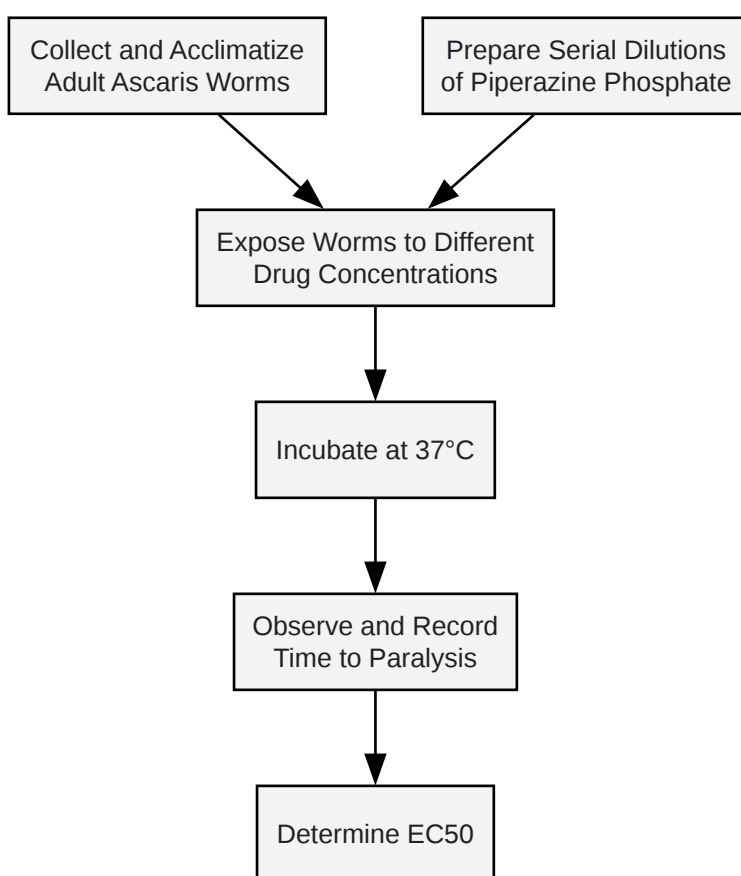 Collect and Acclimatize
Adult Ascaris Worms
Prepare Serial Dilutions
of Piperazine Phosphate
Expose Worms to Different
Drug Concentrations
Incubate at 37°C
Observe and Record
Time to Paralysis
Determine EC50